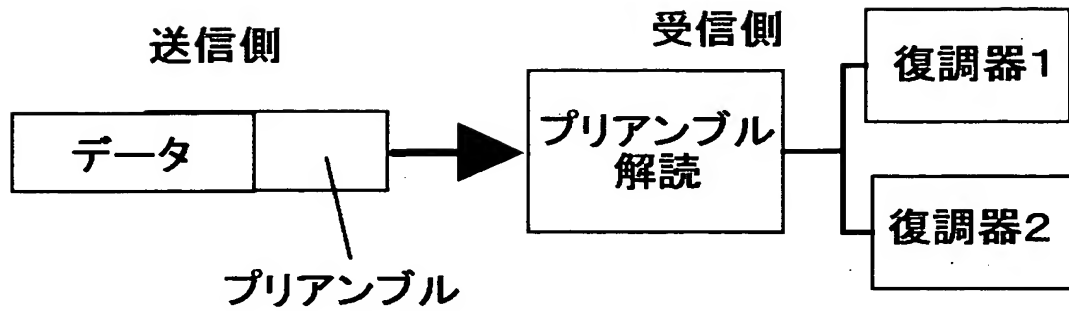 送信側
受信側
データ
プリアンブル
プリアンブル
解読
復調器1
復調器2